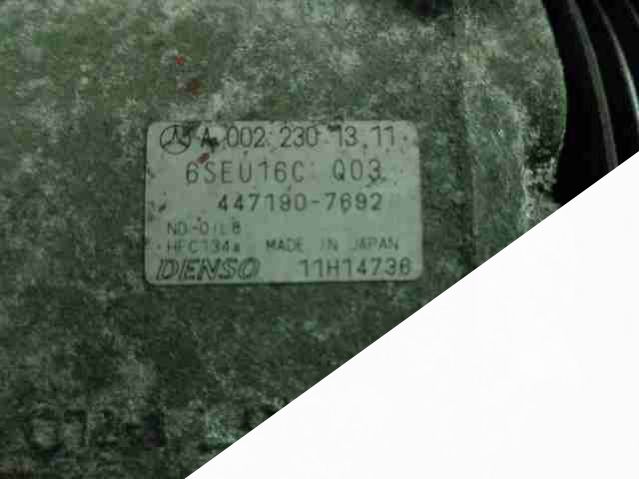 A 002 230 13 11
6SEU16C Q03
447190-7692
ND-OIL8
HFC134a MADE IN JAPAN
DENSO 11H14736